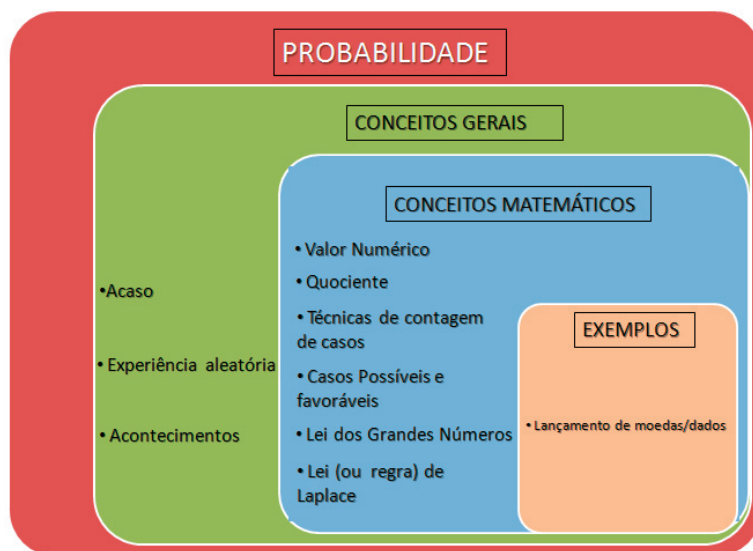 PROBABILIDADE
CONCEITOS GERAIS
•Acaso
• Experiência aleatória
• Acontecimentos
CONCEITOS MATEMÁTICOS
• Valor Numérico
• Quociente
• Técnicas de contagem
de casos
• Casos Possíveis e
favoráveis
• Lei dos Grandes Números
• Lei (ou regra) de
Laplace
EXEMPLOS
• Lançamento de moedas/dados